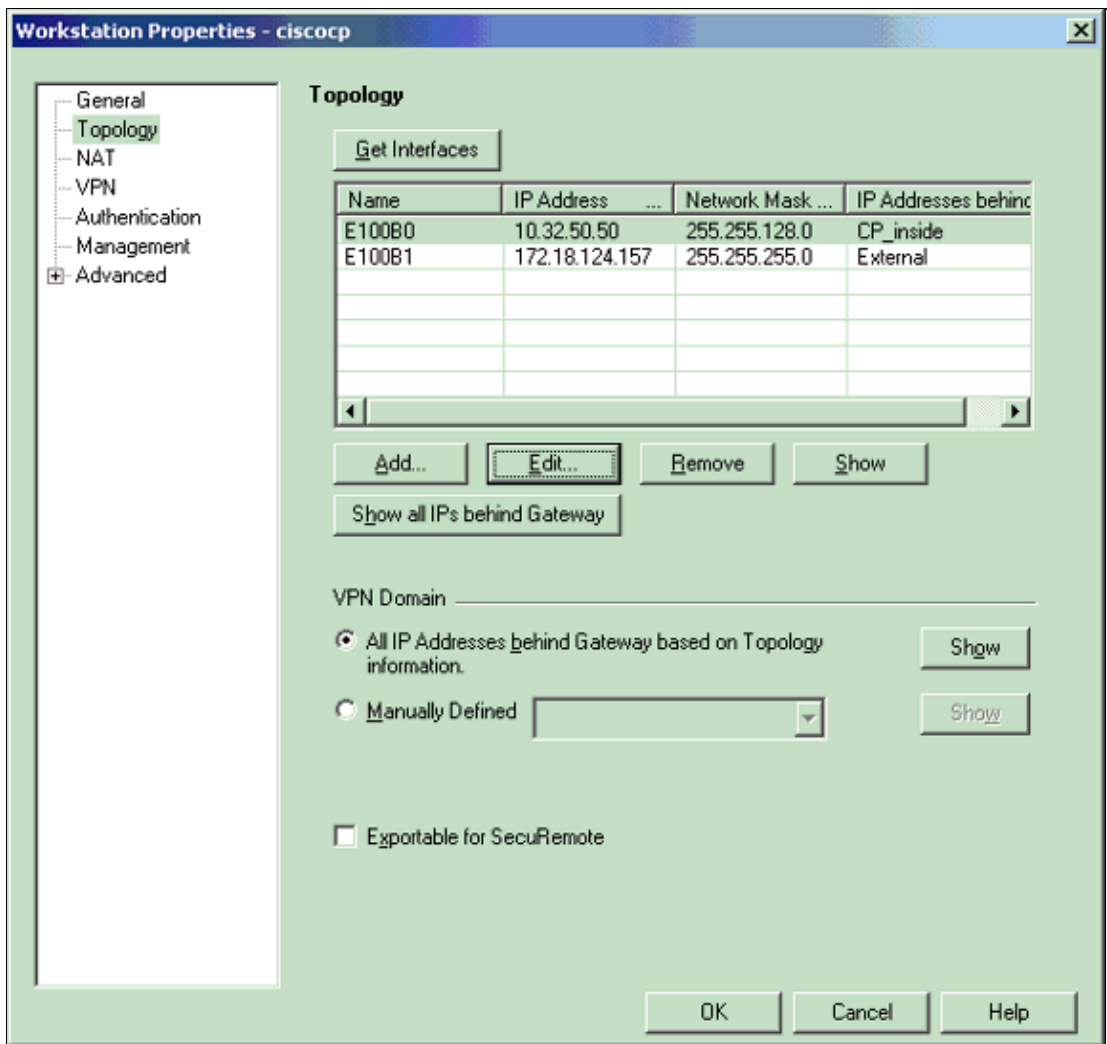 Workstation Properties - ciscocp
General
Topology
NAT
VPN
Authentication
Management
Advanced
Topology
Get Interfaces
Name IP Address ... Network Mask ... IP Addresses behind
E100B0 10.32.50.50 255.255.128.0 CP_inside
E100B1 172.18.124.157 255.255.255.0 External
Add... Edit... Remove Show
Show all IPs behind Gateway
VPN Domain
All IP Addresses behind Gateway based on Topology
information.
Show
Manually Defined
Show
Exportable for SecuRemote
OK Cancel Help